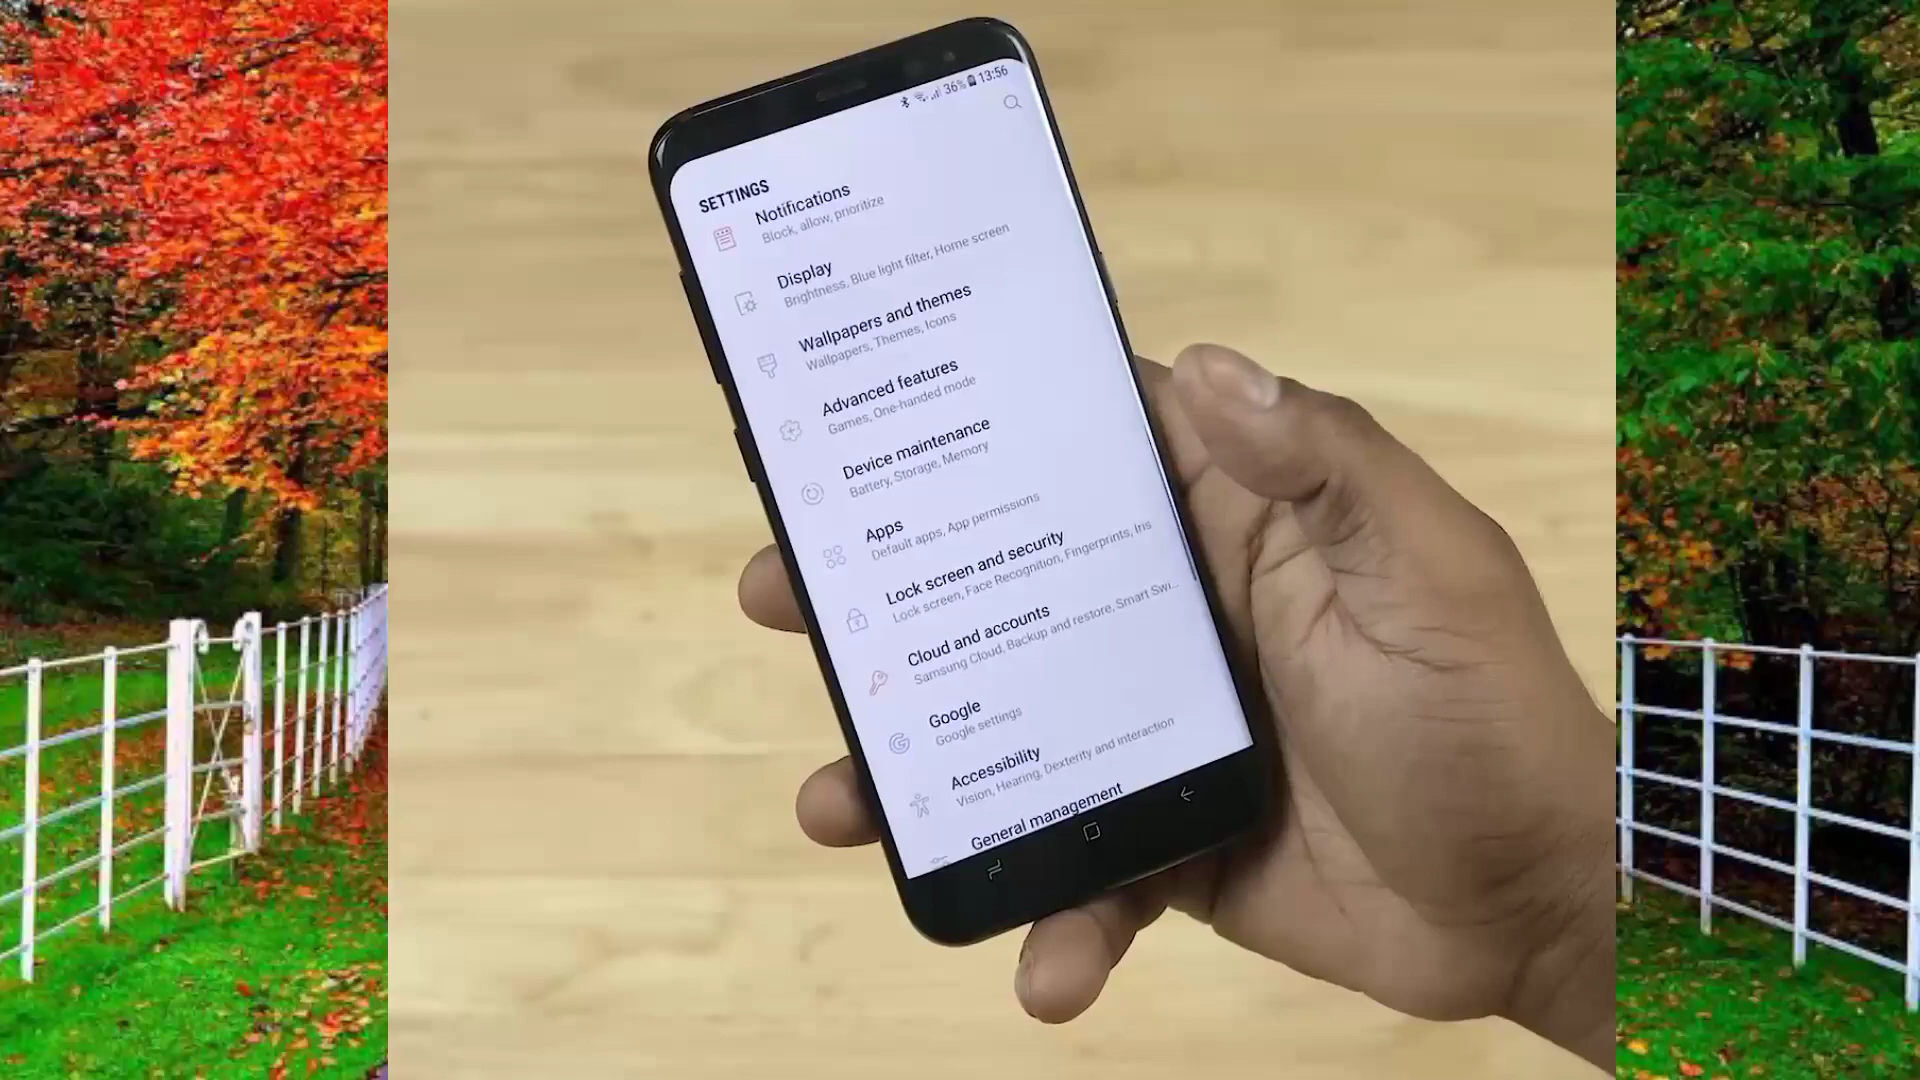 36% 13:56
SETTINGS
Notifications
Block, allow, prioritize
Display
Brightness, Blue light filter, Home screen
Wallpapers and themes
Wallpapers, Themes, Icons
Advanced features
Games, One-handed mode
Device maintenance
Battery, Storage, Memory
Apps
Default apps, App permissions
Lock screen and security
Lock screen, Face Recognition, Fingerprints, Iris
Cloud and accounts
Samsung Cloud, Backup and restore, Smart Swi...
Google
Google settings
Accessibility
Vision, Hearing, Dexterity and interaction
General management